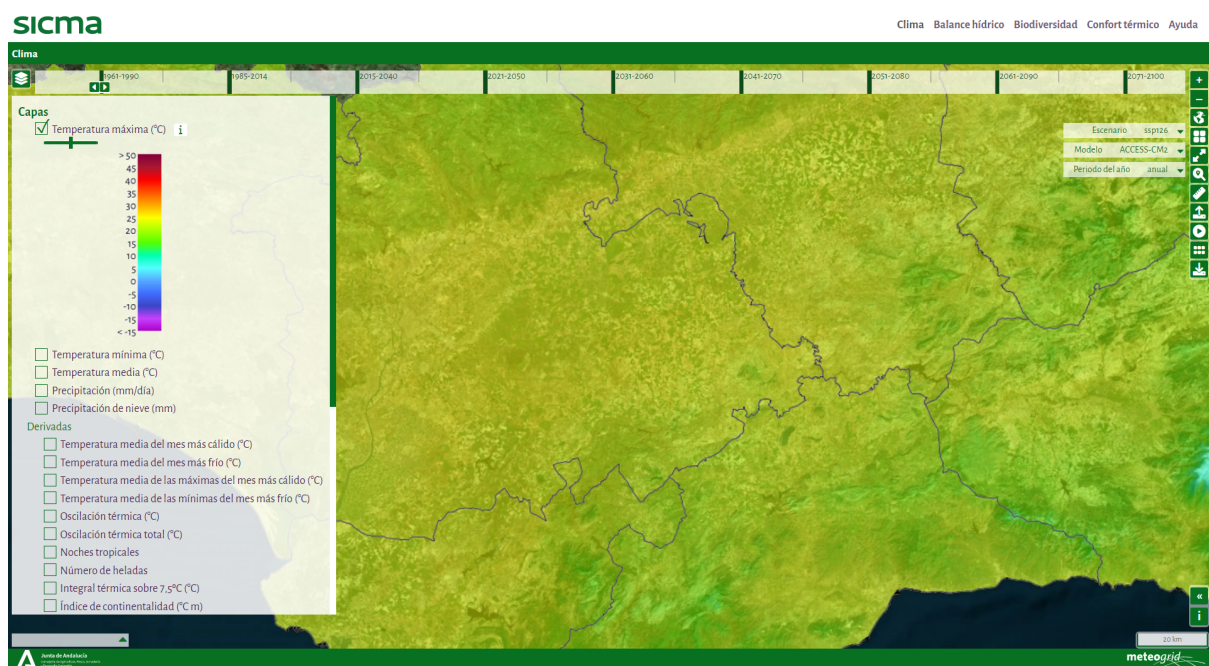 sıcma
Clima Balance hídrico Biodiversidad Confort térmico Ayuda
Clima
1961-1990 1985-2014 2015-2040 2021-2050 2031-2060 2041-2070 2051-2080 2061-2090 2071-2100
Capas
Temperatura máxima (°C) i
> 50
45
40
35
30
25
20
15
10
5
0
-5
-10
-15
< -15
Temperatura mínima (°C)
Temperatura media (°C)
Precipitación (mm/día)
Precipitación de nieve (mm)
Derivadas
Temperatura media del mes más cálido (°C)
Temperatura media del mes más frío (°C)
Temperatura media de las máximas del mes más cálido (°C)
Temperatura media de las mínimas del mes más frío (°C)
Oscilación térmica (°C)
Oscilación térmica total (°C)
Noches tropicales
Número de heladas
Integral térmica sobre 7,5ºC (°C)
Índice de continentalidad (°C m)
Escenario ssp126
Modelo ACCESS-CM2
Periodo del año anual
+
−
«
i
20 km
Junta de Andalucía
meteogrid